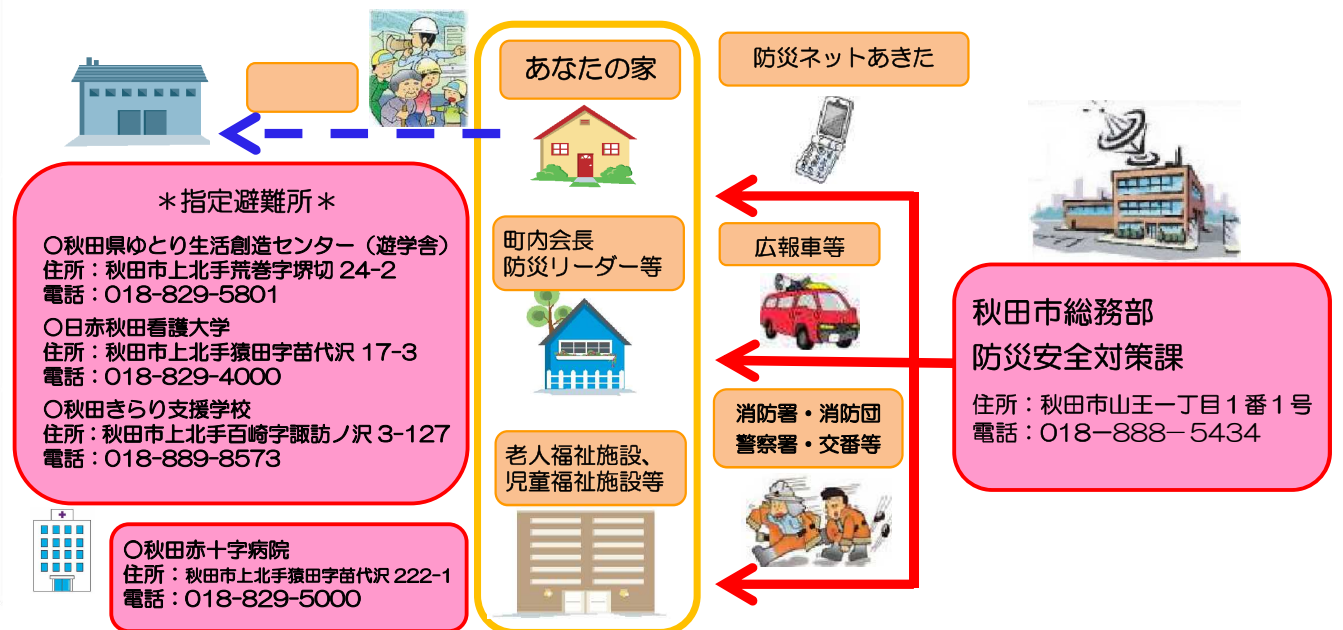 あなたの家
防災ネットあきた
＊指定避難所＊
〇秋田県ゆとり生活創造センター（遊学舎）
住所：秋田市上北手荒巻字堺切 24-2
電話：018-829-5801
〇日赤秋田看護大学
住所：秋田市上北手猿田字苗代沢 17-3
電話：018-829-4000
〇秋田きらり支援学校
住所：秋田市上北手百崎字諏訪ノ沢 3-127
電話：018-889-8573
〇秋田赤十字病院
住所：秋田市上北手猿田字苗代沢 222-1
電話：018-829-5000
町内会長
防災リーダー等
老人福祉施設、
児童福祉施設等
広報車等
消防署・消防団
警察署・交番等
秋田市総務部
防災安全対策課
住所：秋田市山王一丁目１番１号
電話：018－888－5434